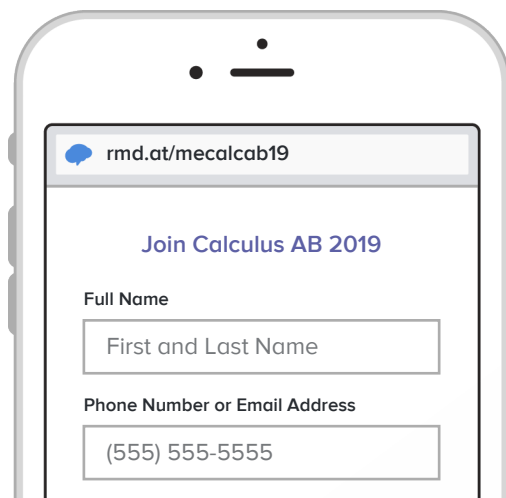 rmd.at/mecalcab19
Join Calculus AB 2019
Full Name
First and Last Name
Phone Number or Email Address
(555) 555-5555